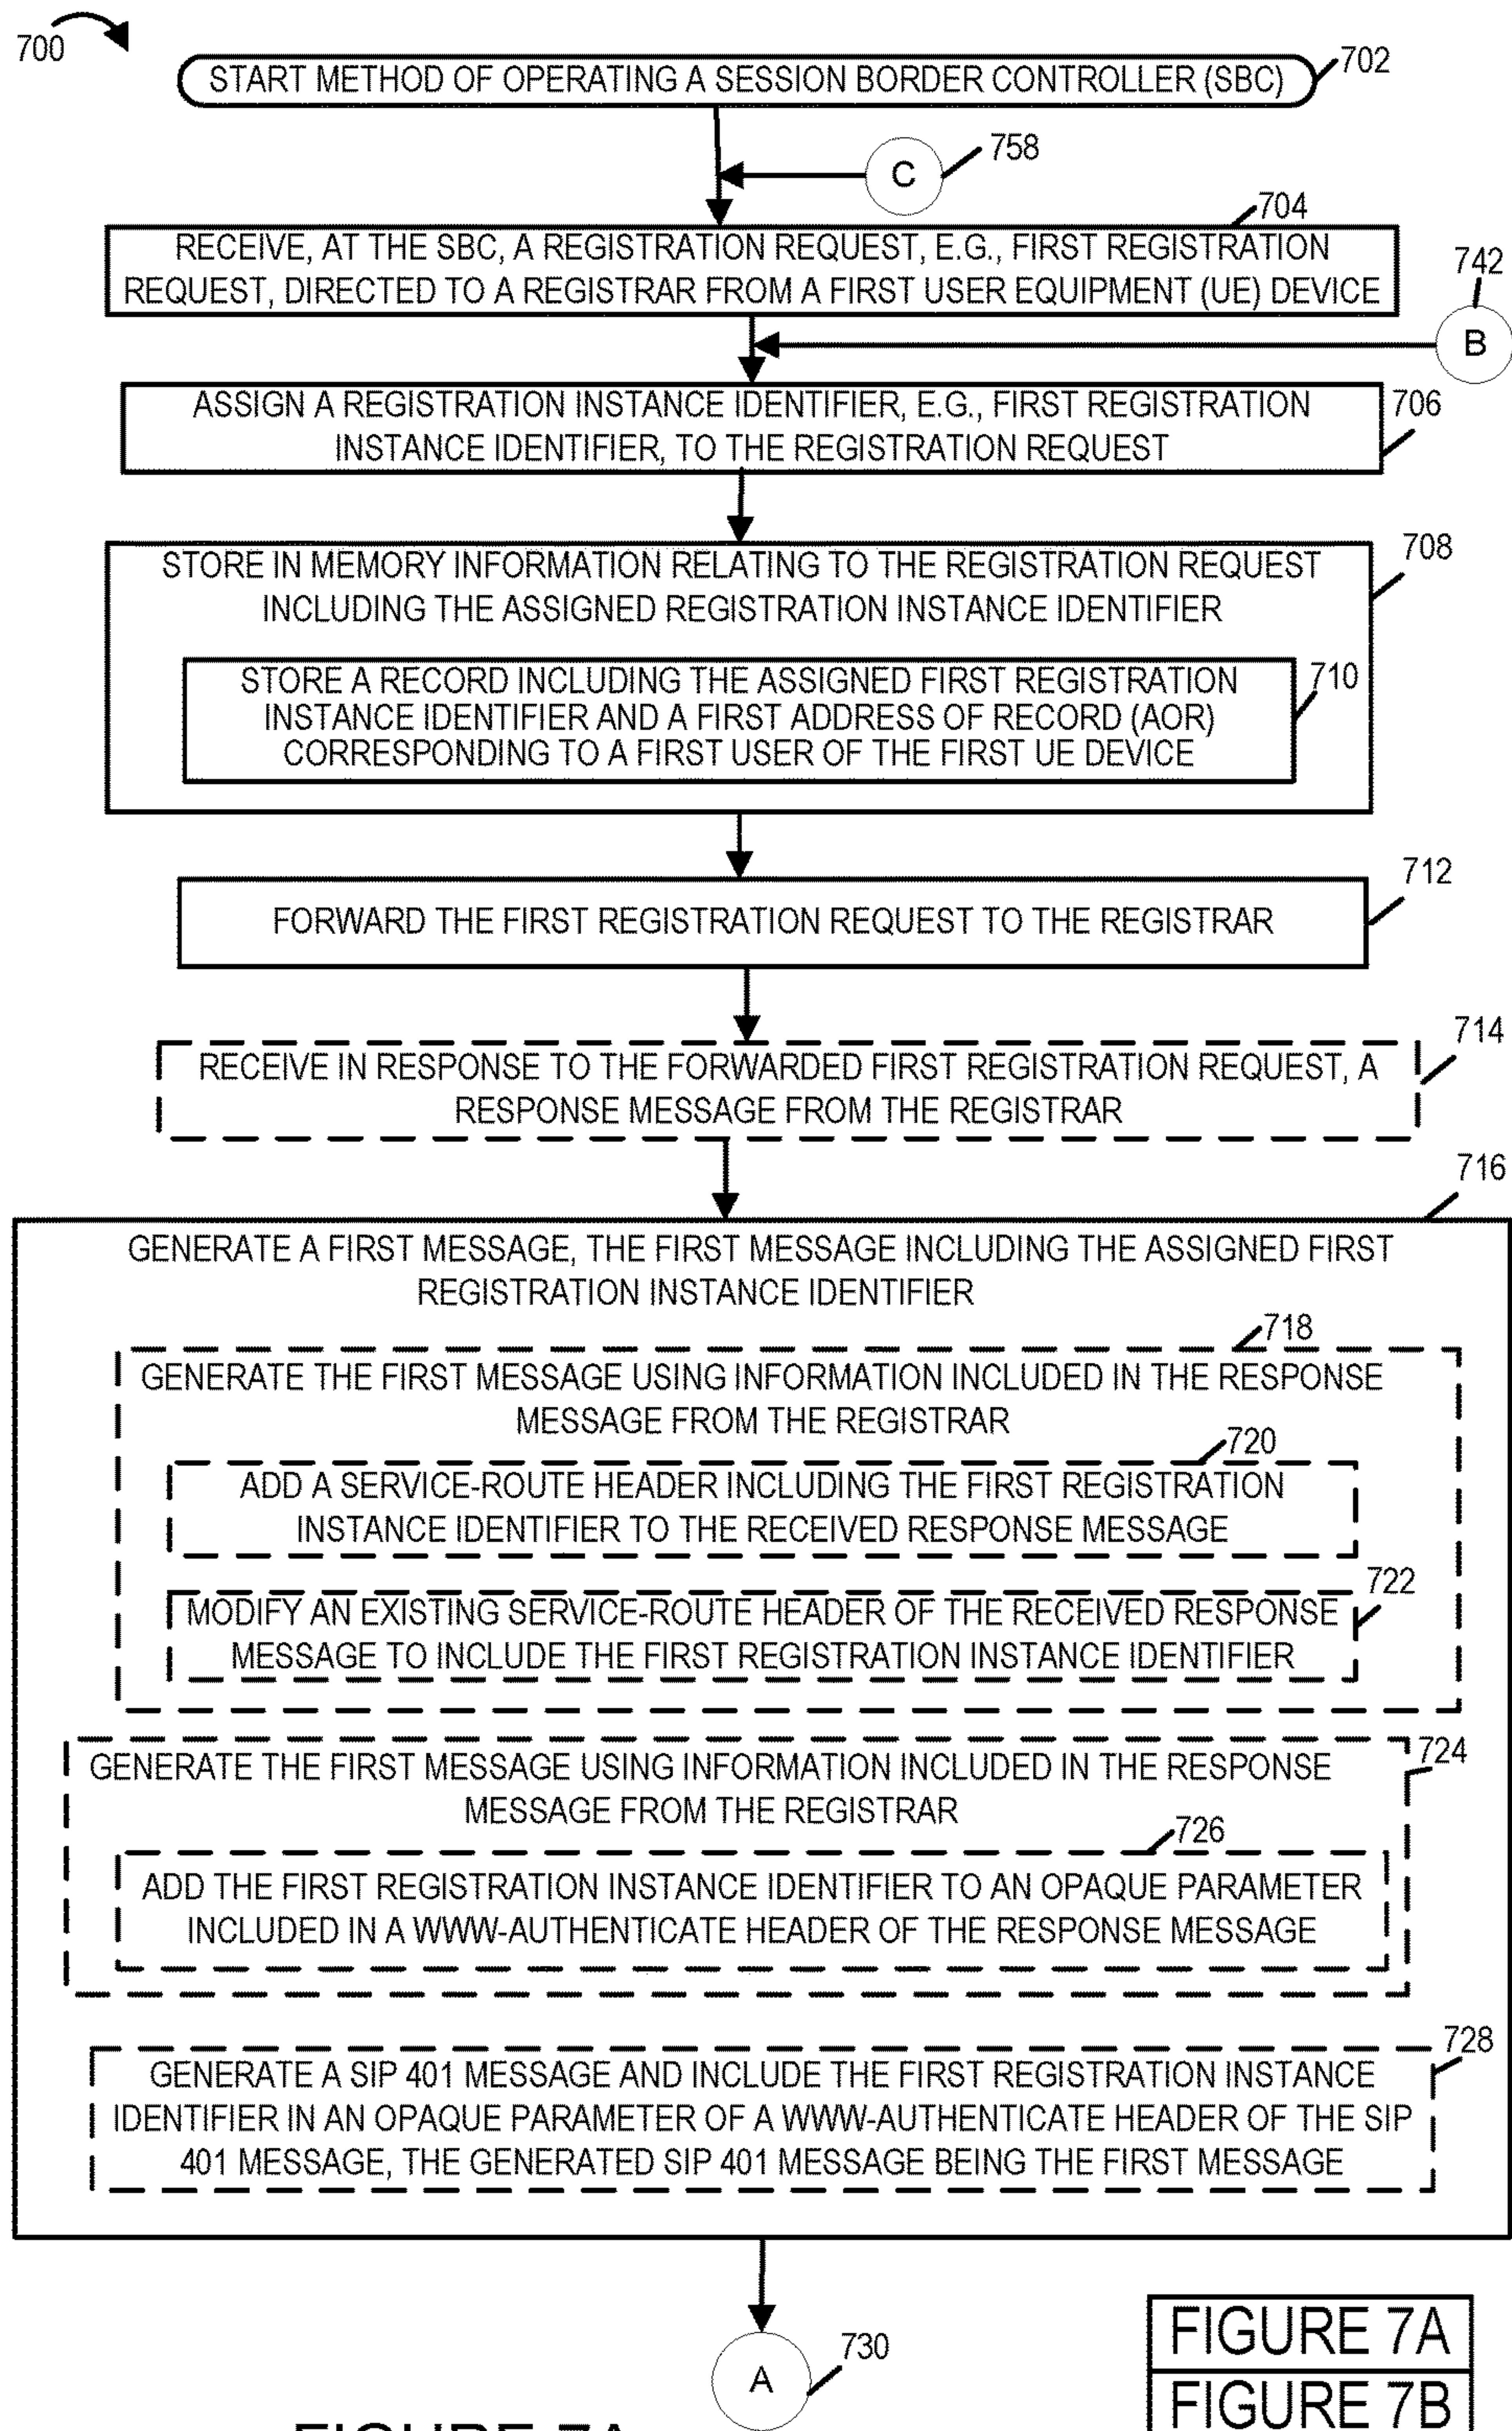 700
START METHOD OF OPERATING A SESSION BORDER CONTROLLER (SBC)
702
C
758
704
RECEIVE, AT THE SBC, A REGISTRATION REQUEST, E.G., FIRST REGISTRATION
REQUEST, DIRECTED TO A REGISTRAR FROM A FIRST USER EQUIPMENT (UE) DEVICE
742
B
ASSIGN A REGISTRATION INSTANCE IDENTIFIER, E.G., FIRST REGISTRATION
INSTANCE IDENTIFIER, TO THE REGISTRATION REQUEST
706
STORE IN MEMORY INFORMATION RELATING TO THE REGISTRATION REQUEST
INCLUDING THE ASSIGNED REGISTRATION INSTANCE IDENTIFIER
708
STORE A RECORD INCLUDING THE ASSIGNED FIRST REGISTRATION
INSTANCE IDENTIFIER AND A FIRST ADDRESS OF RECORD (AOR)
CORRESPONDING TO A FIRST USER OF THE FIRST UE DEVICE
710
FORWARD THE FIRST REGISTRATION REQUEST TO THE REGISTRAR
712
RECEIVE IN RESPONSE TO THE FORWARDED FIRST REGISTRATION REQUEST, A
RESPONSE MESSAGE FROM THE REGISTRAR
714
716
GENERATE A FIRST MESSAGE, THE FIRST MESSAGE INCLUDING THE ASSIGNED FIRST
REGISTRATION INSTANCE IDENTIFIER
718
GENERATE THE FIRST MESSAGE USING INFORMATION INCLUDED IN THE RESPONSE
MESSAGE FROM THE REGISTRAR
720
ADD A SERVICE-ROUTE HEADER INCLUDING THE FIRST REGISTRATION
INSTANCE IDENTIFIER TO THE RECEIVED RESPONSE MESSAGE
722
MODIFY AN EXISTING SERVICE-ROUTE HEADER OF THE RECEIVED RESPONSE
MESSAGE TO INCLUDE THE FIRST REGISTRATION INSTANCE IDENTIFIER
724
GENERATE THE FIRST MESSAGE USING INFORMATION INCLUDED IN THE RESPONSE
MESSAGE FROM THE REGISTRAR
726
ADD THE FIRST REGISTRATION INSTANCE IDENTIFIER TO AN OPAQUE PARAMETER
INCLUDED IN A WWW-AUTHENTICATE HEADER OF THE RESPONSE MESSAGE
728
GENERATE A SIP 401 MESSAGE AND INCLUDE THE FIRST REGISTRATION INSTANCE
IDENTIFIER IN AN OPAQUE PARAMETER OF A WWW-AUTHENTICATE HEADER OF THE SIP
401 MESSAGE, THE GENERATED SIP 401 MESSAGE BEING THE FIRST MESSAGE
A
730
FIGURE 7A
FIGURE 7B
FIGURE 7A